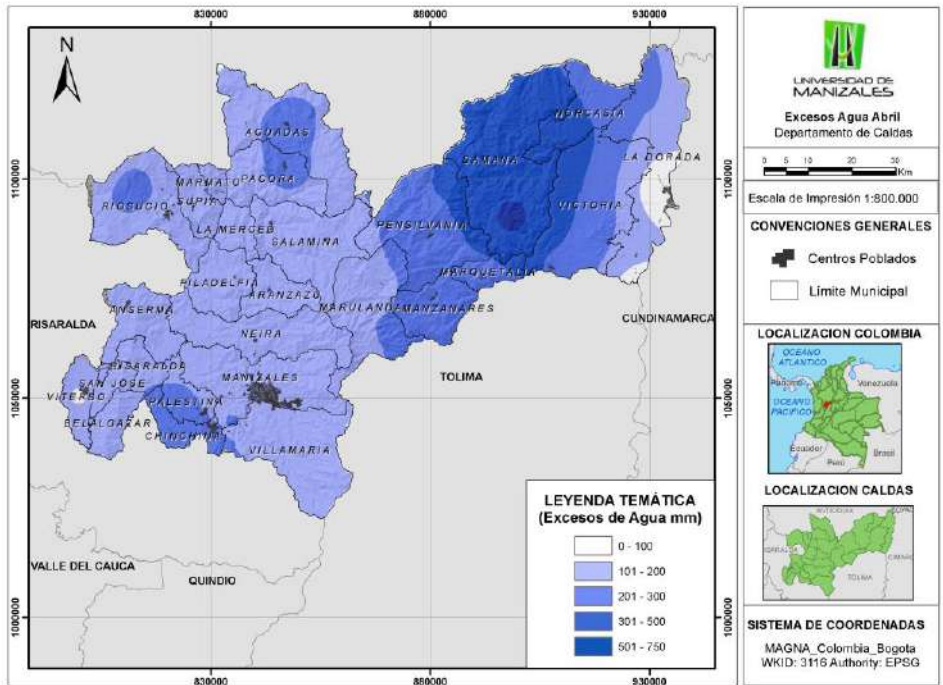 830000
880000
930000
N
1100000
1050000
1000000
AGUADAS
NORCASIA
LA DORADA
SAMANA
MARMATO
PACORA
SUPIA
RIOSUCIO
VICTORIA
PENSILVANIA
LA MERCED
SALAMINA
MARQUETALIA
FILADELFIA
ARANZAZU
MARULANDA
MANZANARES
ANSERMA
RISARALDA
NEIRA
CUNDINAMARCA
RISARALDA
MANIZALES
TOLIMA
SAN JOSE
VITERBO
PALESTINA
BELALCAZAR
CHINCHINA
VILLAMARIA
VALLE DEL CAUCA
QUINDIO
LEYENDA TEMÁTICA
(Excesos de Agua mm)
0 - 100
101 - 200
201 - 300
301 - 500
501 - 750
830000
880000
930000
UNIVERSIDAD DE
MANIZALES
Excesos Agua Abril
Departamento de Caldas
0 5 10 20 30
Km
Escala de Impresión 1:800.000
CONVENCIONES GENERALES
Centros Poblados
Límite Municipal
LOCALIZACION COLOMBIA
OCEANO
ATLANTICO
Panamá
Venezuela
OCEANO
PACIFICO
Ecuador
Perú
Brasil
LOCALIZACION CALDAS
TOLIMA
SISTEMA DE COORDENADAS
MAGNA_Colombia_Bogota
WKID: 3116 Authority: EPSG